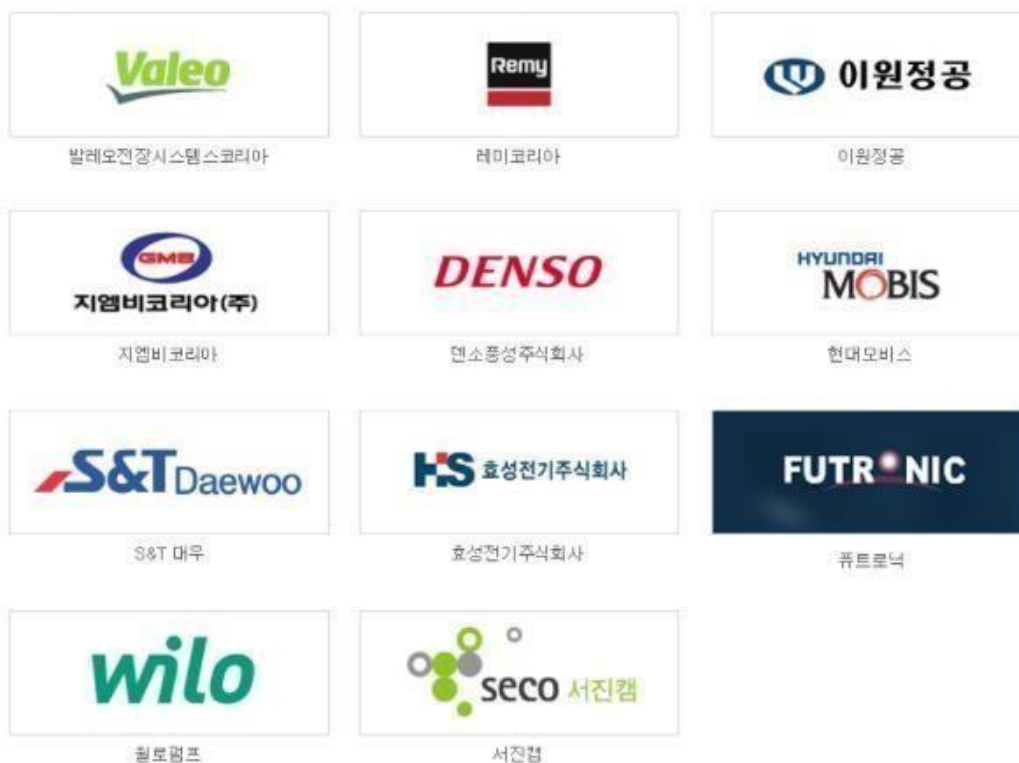 Valeo
발레오전장시스템스코리아
Remy
레미코리아
이원정공
이원정공
GMB
지엠비코리아(주)
지엠비코리아
DENSO
덴소풍성주식회사
HYUNDAI
MOBIS
현대모비스
S&T Daewoo
S&T 대우
HS 효성전기주식회사
효성전기주식회사
FUTRONIC
퓨트로닉
wilo
윌로펌프
seco 서진캠
서진캠